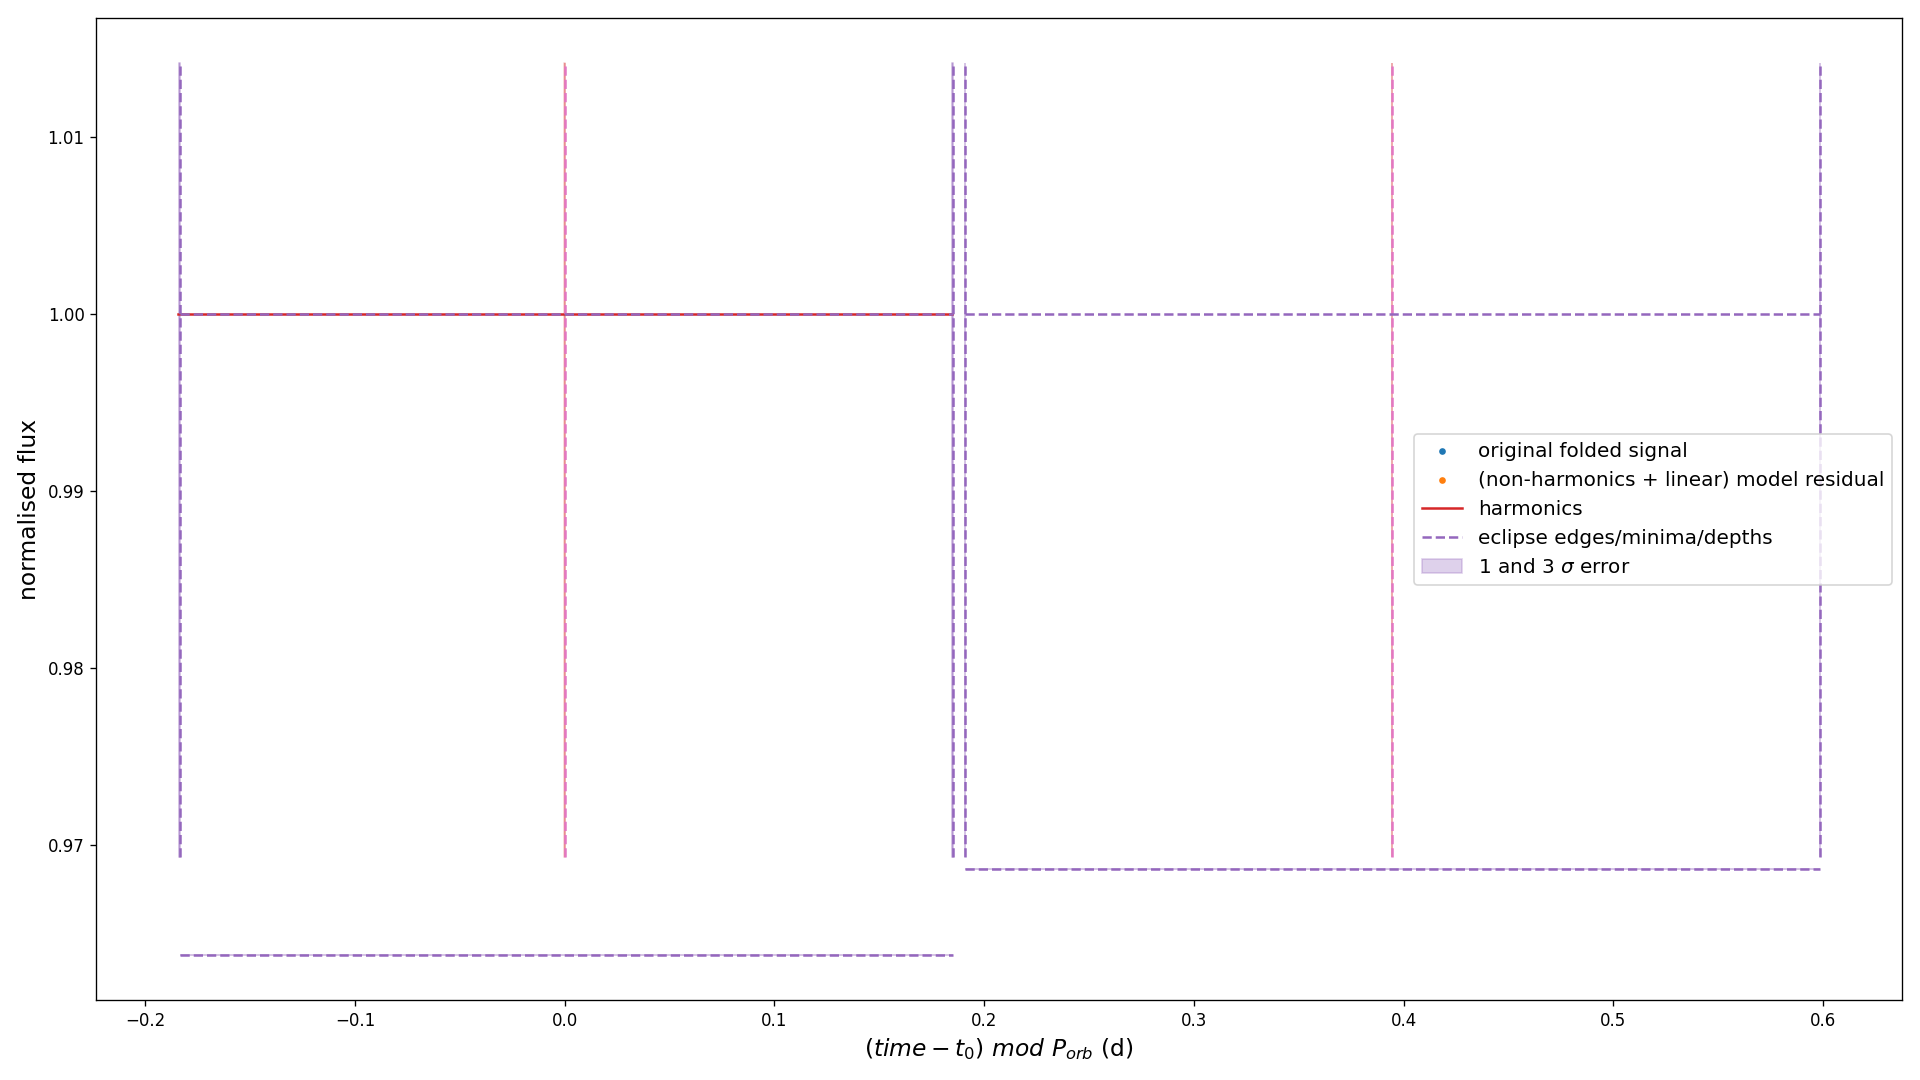 1.01
1.00
0.99
0.98
0.97
normalised flux
original folded signal
(non-harmonics + linear) model residual
harmonics
eclipse edges/minima/depths
1 and 3 σ error
−0.2 −0.1 0.0 0.1 0.2 0.3 0.4 0.5 0.6
(time − t₀) mod Pₒᵣb (d)